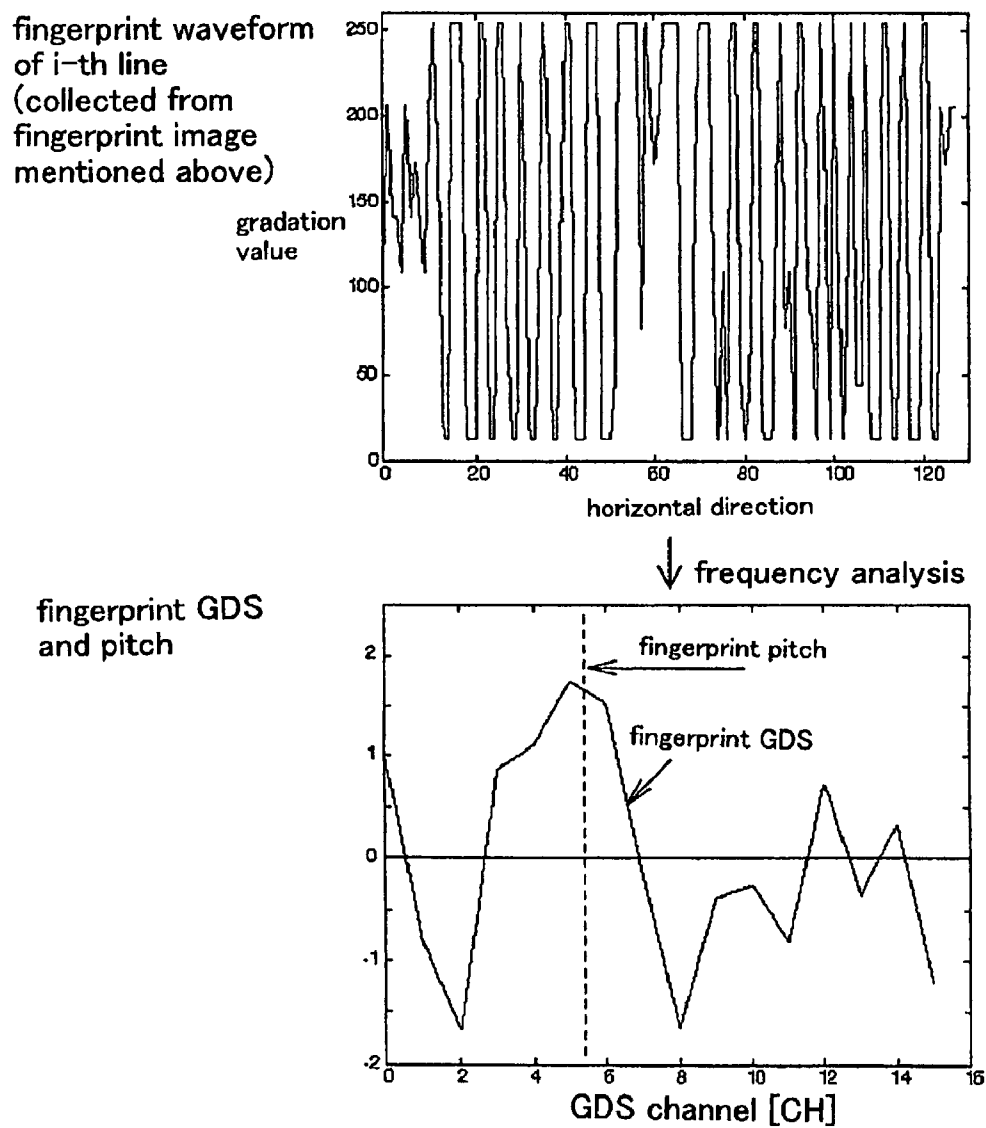 fingerprint waveform
of i-th line
(collected from
fingerprint image
mentioned above)
gradation
value
250
200
150
100
50
0
0 20 40 60 80 100 120
horizontal direction
frequency analysis
fingerprint GDS
and pitch
fingerprint pitch
fingerprint GDS
2
1
0
-1
-2
0 2 4 6 8 10 12 14 16
GDS channel [CH]